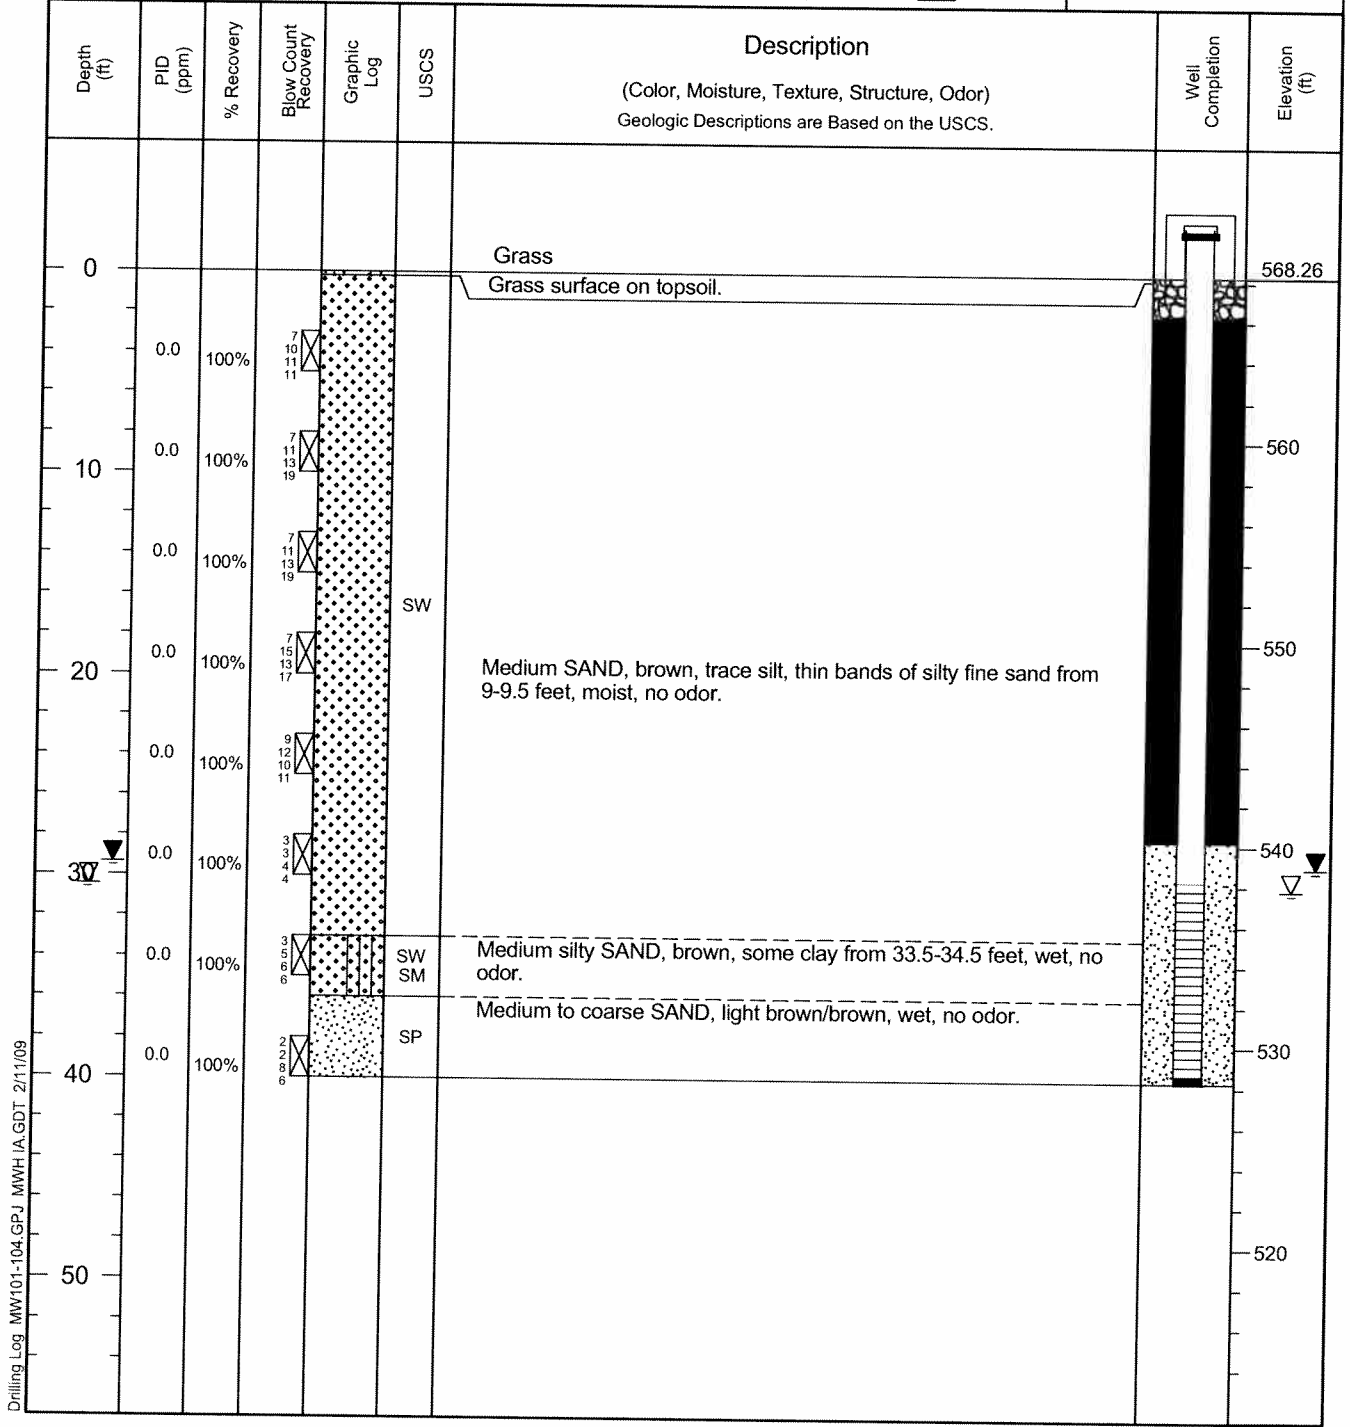 Depth
(ft)
PID
(ppm)
% Recovery
Blow Count
Recovery
Graphic
Log
USCS
Description
(Color, Moisture, Texture, Structure, Odor)
Geologic Descriptions are Based on the USCS.
Well
Completion
Elevation
(ft)
0
Grass
568.26
Grass surface on topsoil.
0.0
100%
7
10
11
11
0.0
100%
7
11
13
19
10
560
0.0
100%
7
11
13
19
SW
0.0
100%
7
15
13
17
20
550
Medium SAND, brown, trace silt, thin bands of silty fine sand from
9-9.5 feet, moist, no odor.
0.0
100%
9
12
10
11
0.0
100%
3
3
4
4
30
540
0.0
100%
3
5
6
6
SW
SM
Medium silty SAND, brown, some clay from 33.5-34.5 feet, wet, no
odor.
Medium to coarse SAND, light brown/brown, wet, no odor.
SP
0.0
100%
2
2
8
6
40
530
50
520
Drilling Log MW101-104.GPJ MWH IA.GDT 2/11/09